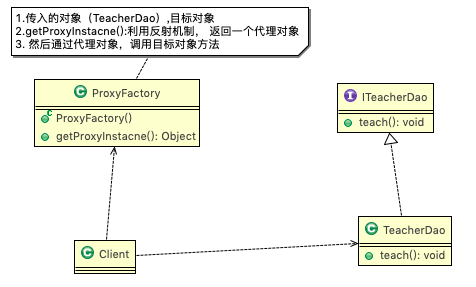 1.传入的对象（TeacherDao）,目标对象
2.getProxyInstacne():利用反射机制， 返回一个代理对象
3. 然后通过代理对象，调用目标对象方法
C ProxyFactory
C ProxyFactory()
getProxyInstacne(): Object
I ITeacherDao
teach(): void
C Client
C TeacherDao
teach(): void